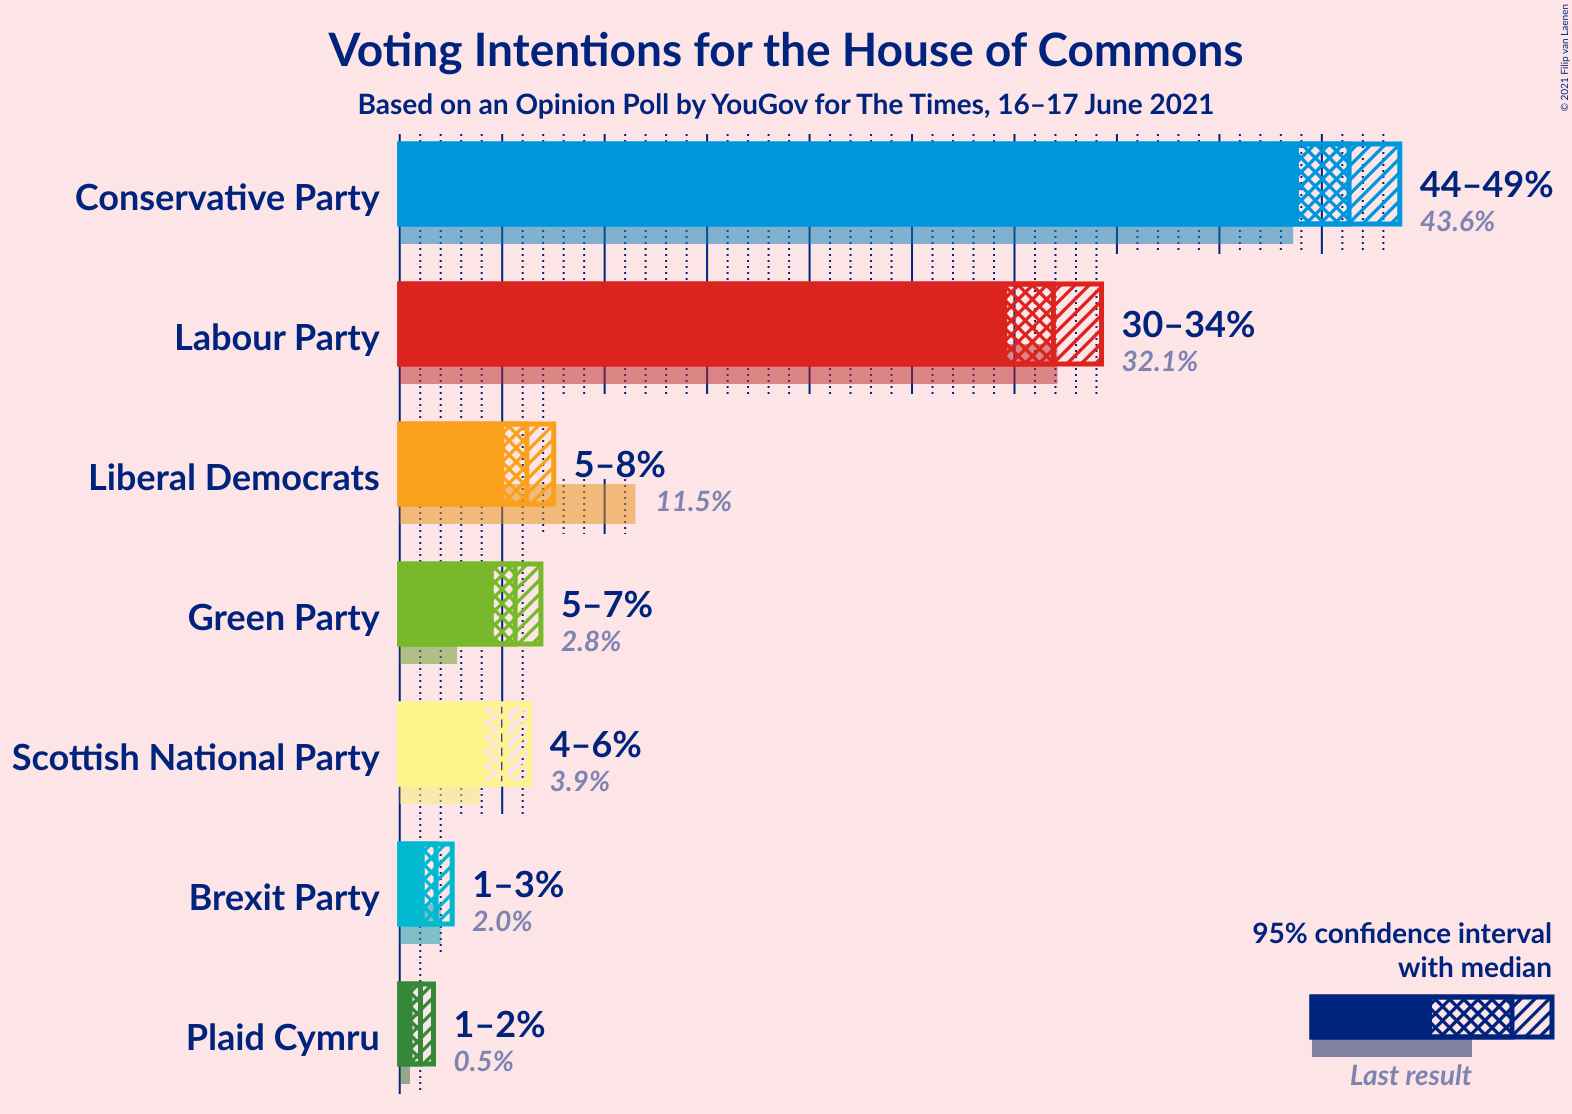 Voting Intentions for the House of Commons
Based on an Opinion Poll by YouGov for The Times, 16–17 June 2021
© 2021 Filip van Laenen
Conservative Party
44–49%
43.6%
Labour Party
30–34%
32.1%
Liberal Democrats
5–8%
11.5%
Green Party
5–7%
2.8%
Scottish National Party
4–6%
3.9%
Brexit Party
1–3%
2.0%
Plaid Cymru
1–2%
0.5%
95% confidence interval
with median
Last result